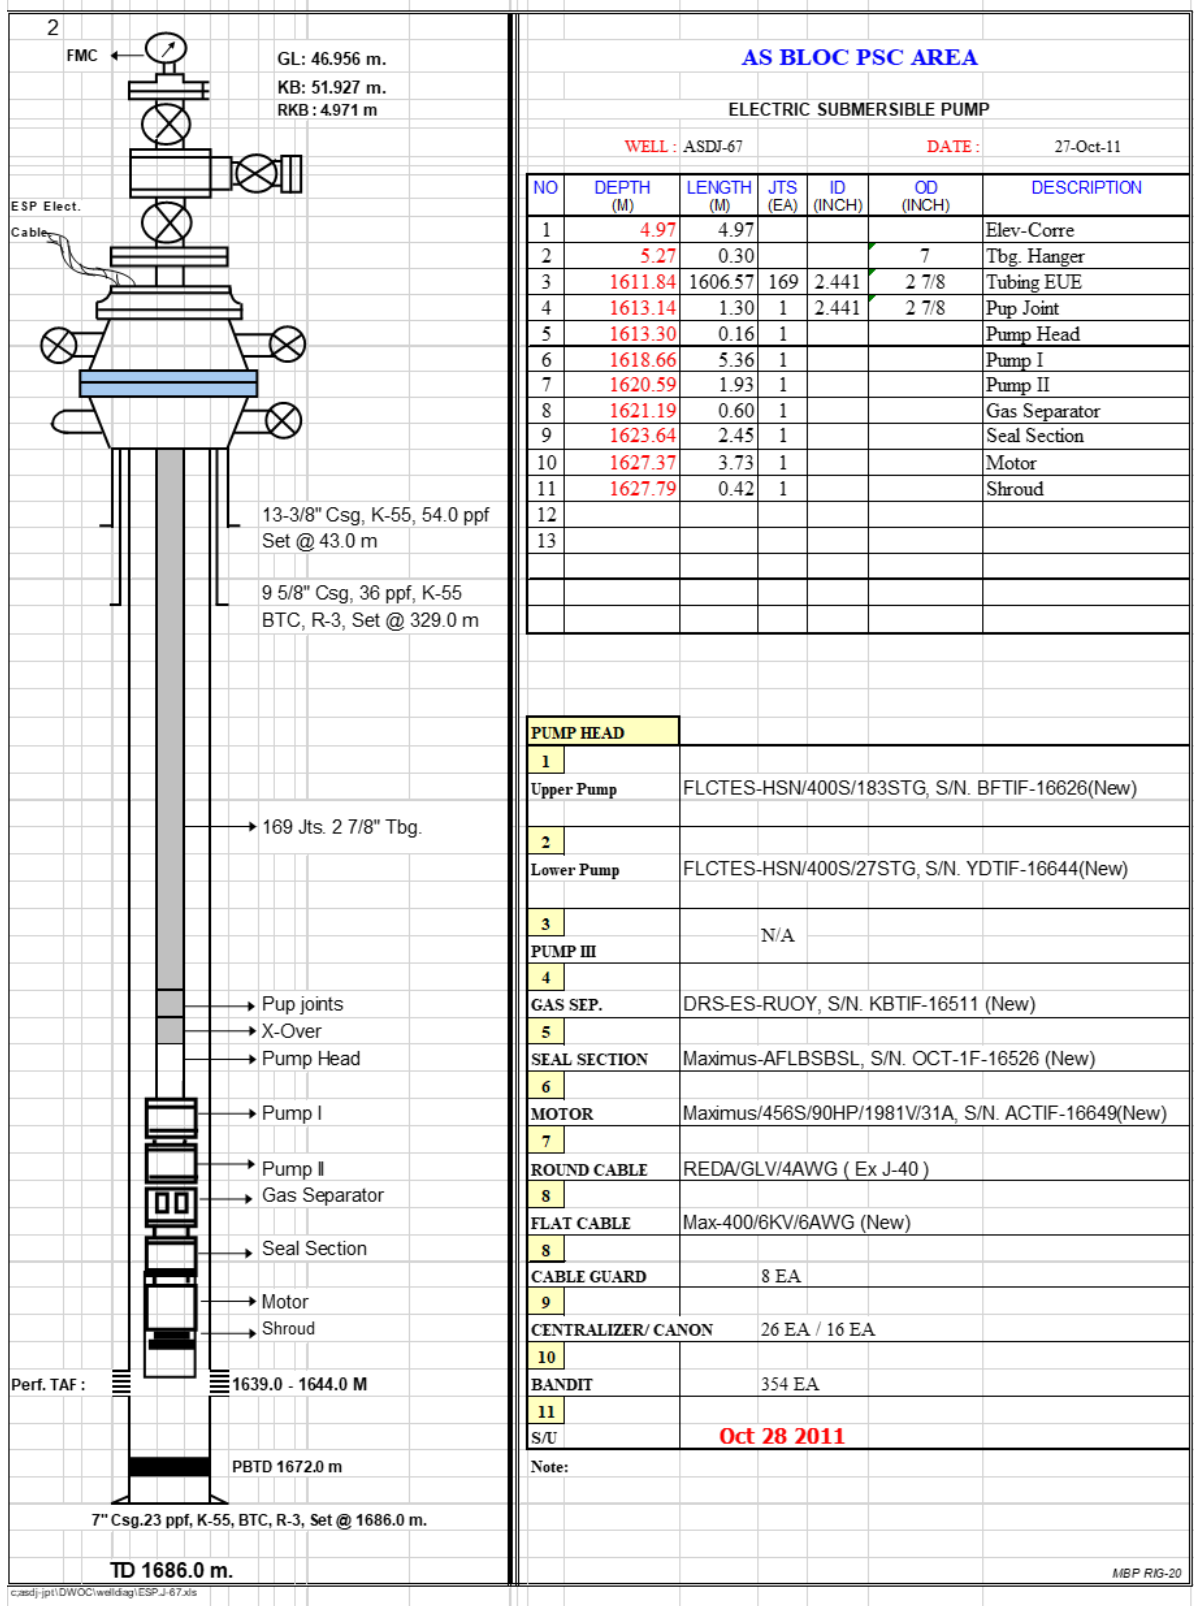 2
FMC
GL: 46.956 m.
KB: 51.927 m.
RKB : 4.971 m
ESP Elect.
Cable
13-3/8" Csg, K-55, 54.0 ppf
Set @ 43.0 m
9 5/8" Csg, 36 ppf, K-55
BTC, R-3, Set @ 329.0 m
169 Jts. 2 7/8" Tbg.
Pup joints
X-Over
Pump Head
Pump I
Pump II
Gas Separator
Seal Section
Motor
Shroud
Perf. TAF : 1639.0 - 1644.0 M
PBTD 1672.0 m
7" Csg.23 ppf, K-55, BTC, R-3, Set @ 1686.0 m.
TD 1686.0 m.
c;asdj-jpt\DWOC\welldiag\ESP.J-67.xls
AS BLOC PSC AREA
ELECTRIC SUBMERSIBLE PUMP
WELL : ASDJ-67 DATE : 27-Oct-11
NO DEPTH LENGTH JTS ID OD DESCRIPTION
(M) (M) (EA) (INCH) (INCH)
1 4.97 4.97 Elev-Corre
2 5.27 0.30 7 Tbg. Hanger
3 1611.84 1606.57 169 2.441 2 7/8 Tubing EUE
4 1613.14 1.30 1 2.441 2 7/8 Pup Joint
5 1613.30 0.16 1 Pump Head
6 1618.66 5.36 1 Pump I
7 1620.59 1.93 1 Pump II
8 1621.19 0.60 1 Gas Separator
9 1623.64 2.45 1 Seal Section
10 1627.37 3.73 1 Motor
11 1627.79 0.42 1 Shroud
12
13
PUMP HEAD
1
Upper Pump FLCTES-HSN/400S/183STG, S/N. BFTIF-16626(New)
2
Lower Pump FLCTES-HSN/400S/27STG, S/N. YDTIF-16644(New)
3
N/A
PUMP III
4
GAS SEP. DRS-ES-RUOY, S/N. KBTIF-16511 (New)
5
SEAL SECTION Maximus-AFLBSBSL, S/N. OCT-1F-16526 (New)
6
MOTOR Maximus/456S/90HP/1981V/31A, S/N. ACTIF-16649(New)
7
ROUND CABLE REDA/GLV/4AWG ( Ex J-40 )
8
FLAT CABLE Max-400/6KV/6AWG (New)
8
CABLE GUARD 8 EA
9
CENTRALIZER/ CANON 26 EA / 16 EA
10
BANDIT 354 EA
11
S/U Oct 28 2011
Note:
MBP RIG-20